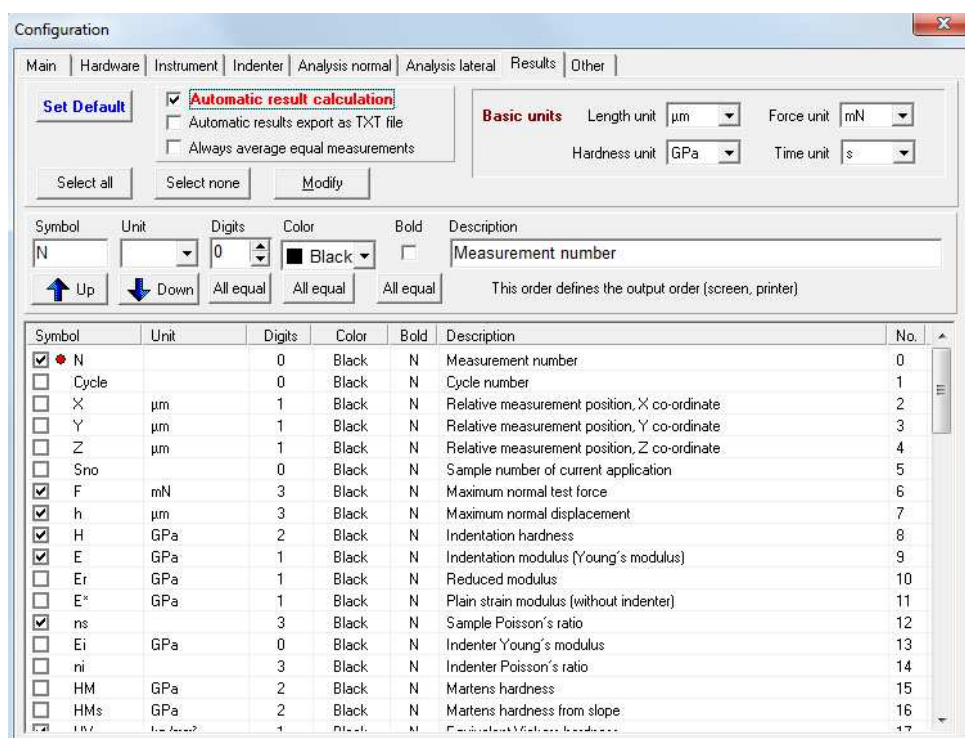 Configuration
Main Hardware Instrument Indenter Analysis normal Analysis lateral Results Other
Set Default
Automatic result calculation
Automatic results export as TXT file
Always average equal measurements
Basic units Length unit µm Force unit mN
Hardness unit GPa Time unit s
Select all Select none Modify
Symbol Unit Digits Color Bold Description
N 0 Black Measurement number
Up Down All equal All equal All equal This order defines the output order (screen, printer)
Symbol Unit Digits Color Bold Description No.
N 0 Black N Measurement number 0
Cycle 0 Black N Cycle number 1
X µm 1 Black N Relative measurement position, X co-ordinate 2
Y µm 1 Black N Relative measurement position, Y co-ordinate 3
Z µm 1 Black N Relative measurement position, Z co-ordinate 4
Sno 0 Black N Sample number of current application 5
F mN 3 Black N Maximum normal test force 6
h µm 3 Black N Maximum normal displacement 7
H GPa 2 Black N Indentation hardness 8
E GPa 1 Black N Indentation modulus (Young´s modulus) 9
Er GPa 1 Black N Reduced modulus 10
E* GPa 1 Black N Plain strain modulus (without indenter) 11
ns 3 Black N Sample Poisson´s ratio 12
Ei GPa 0 Black N Indenter Young´s modulus 13
ni 3 Black N Indenter Poisson´s ratio 14
HM GPa 2 Black N Martens hardness 15
HMs GPa 2 Black N Martens hardness from slope 16